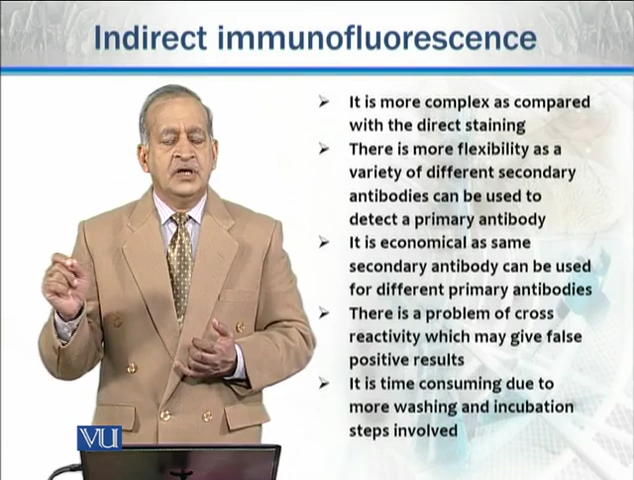 Indirect immunofluorescence
➢ It is more complex as compared
with the direct staining
➢ There is more flexibility as a
variety of different secondary
antibodies can be used to
detect a primary antibody
➢ It is economical as same
secondary antibody can be used
for different primary antibodies
➢ There is a problem of cross
reactivity which may give false
positive results
➢ It is time consuming due to
more washing and incubation
steps involved
VU